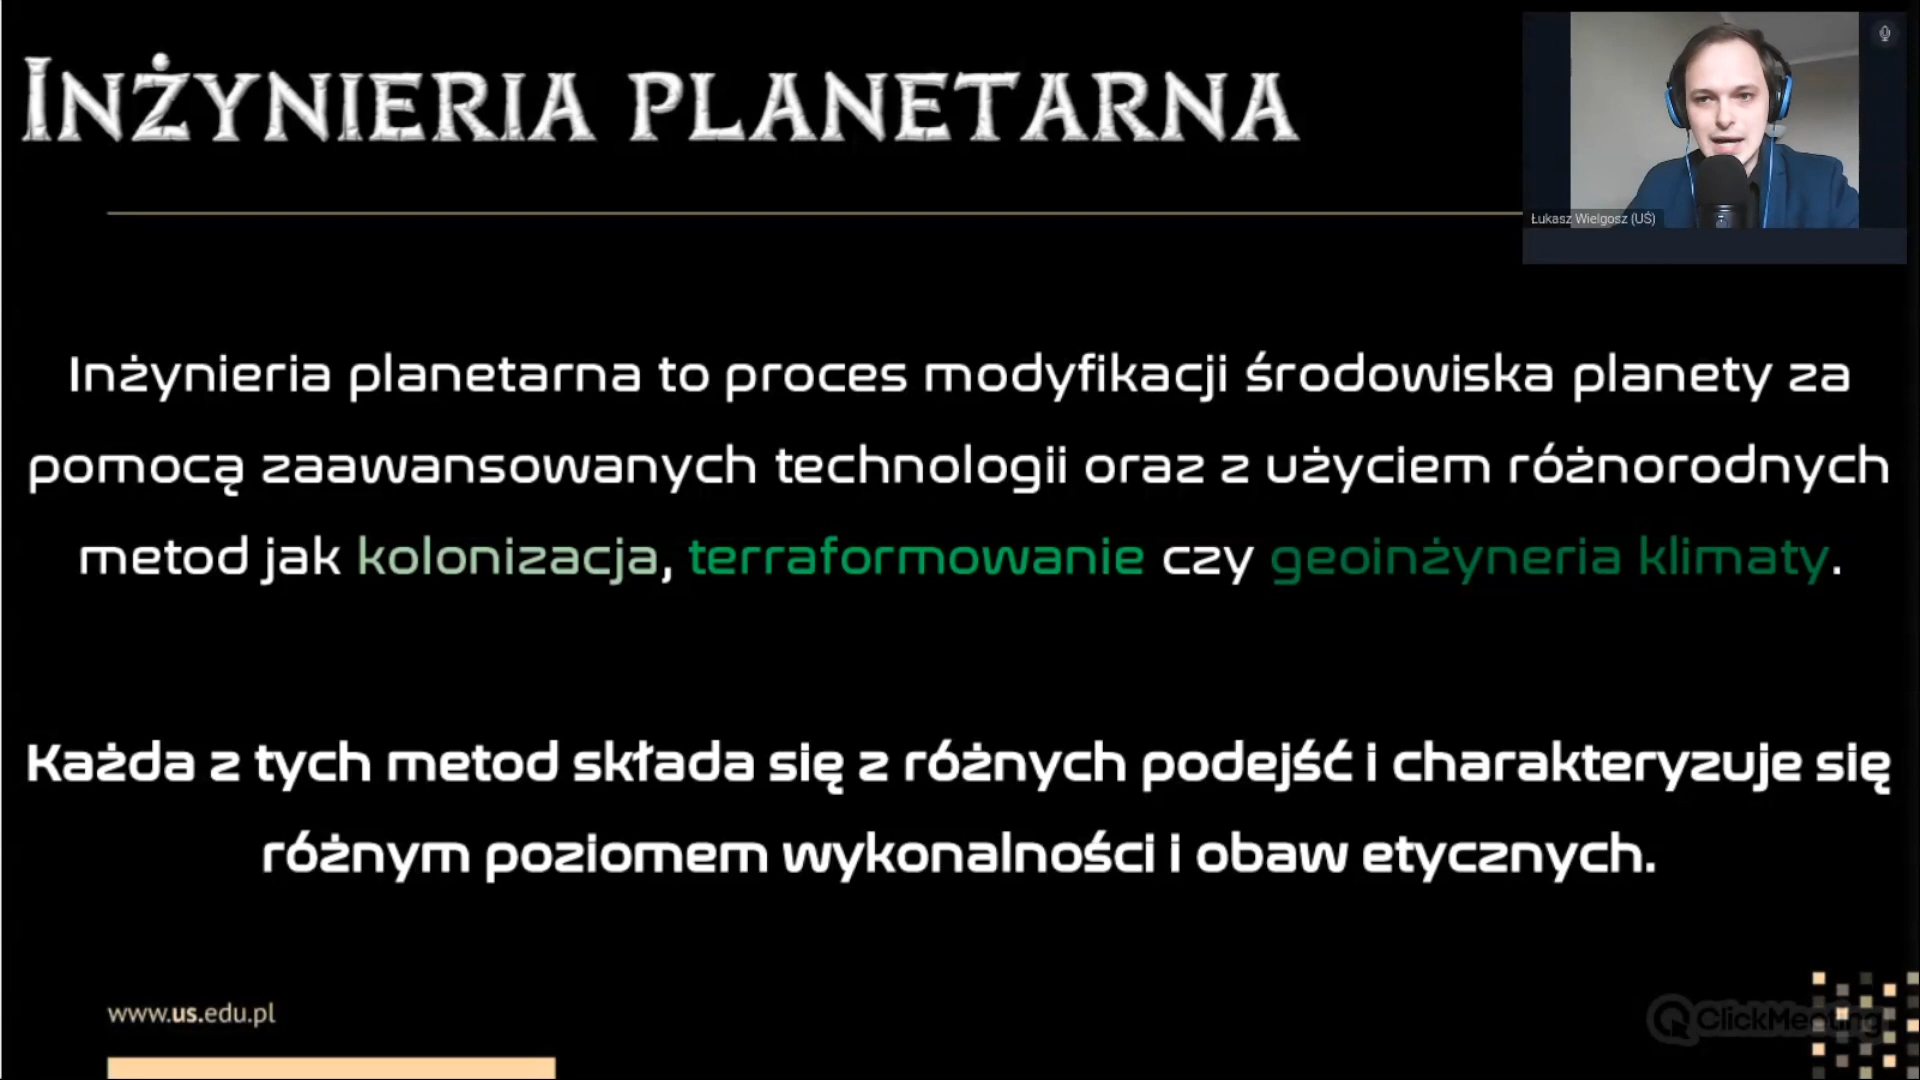 INŻYNIERIA PLANETARNA
Łukasz Wielgosz (UŚ)
Inżynieria planetarna to proces modyfikacji środowiska planety za
pomocą zaawansowanych technologii oraz z użyciem różnorodnych
metod jak kolonizacja, terraformowanie czy geoinżyneria klimaty.
Każda z tych metod składa się z różnych podejść i charakteryzuje się
różnym poziomem wykonalności i obaw etycznych.
www.us.edu.pl
ClickMeeting